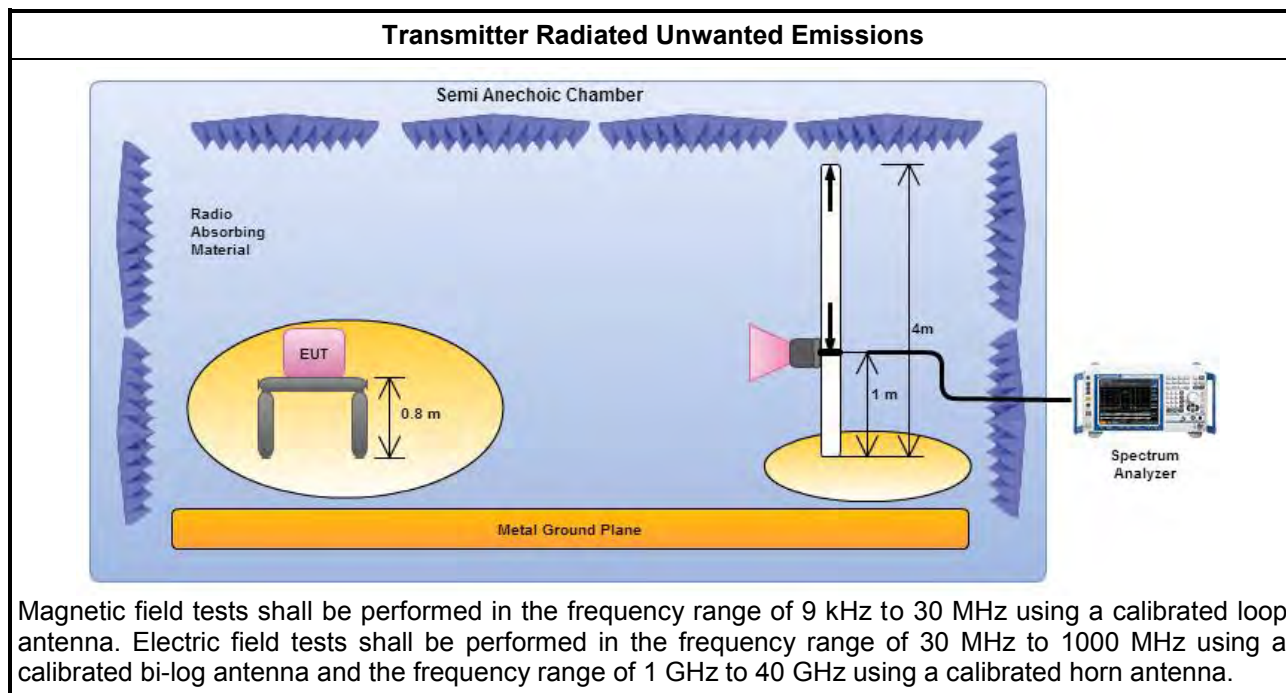 Transmitter Radiated Unwanted Emissions
Semi Anechoic Chamber
Radio
Absorbing
Material
EUT
0.8 m
4m
1 m
Spectrum
Analyzer
Metal Ground Plane
Magnetic field tests shall be performed in the frequency range of 9 kHz to 30 MHz using a calibrated loop
antenna. Electric field tests shall be performed in the frequency range of 30 MHz to 1000 MHz using a
calibrated bi-log antenna and the frequency range of 1 GHz to 40 GHz using a calibrated horn antenna.